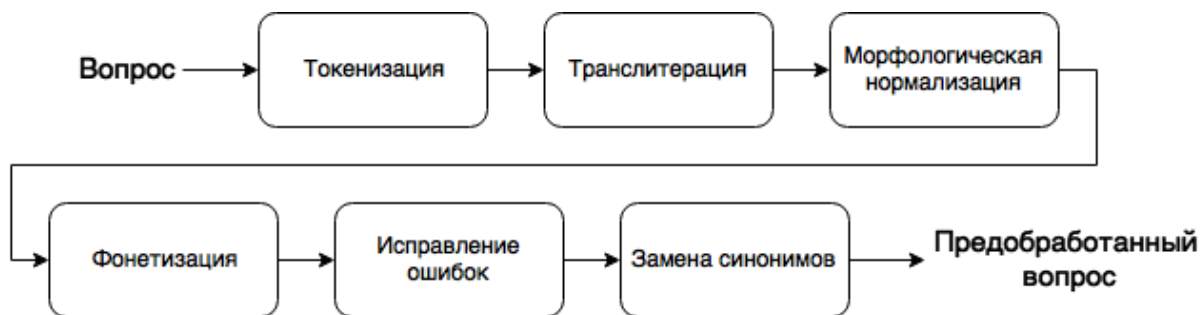 Вопрос
Токенизация
Транслитерация
Морфологическая
нормализация
Фонетизация
Исправление
ошибок
Замена синонимов
Предобработанный
вопрос